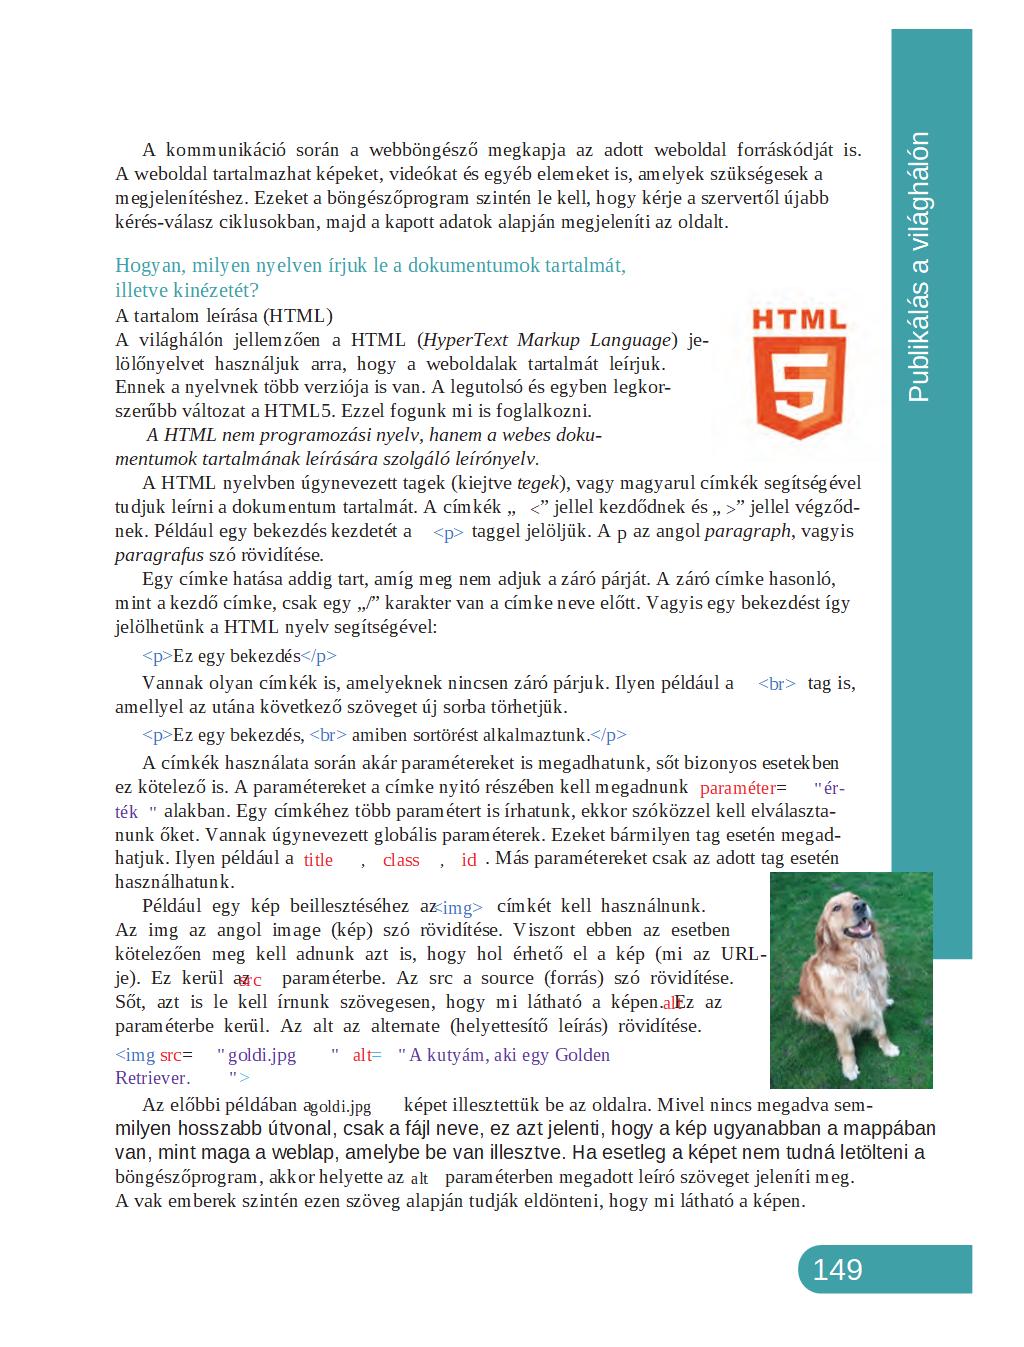 A kommunikáció során a webböngésző megkapja az adott weboldal forráskódját is.
A weboldal tartalmazhat képeket, videókat és egyéb elemeket is, amelyek szükségesek a
megjelenítéshez. Ezeket a böngészőprogram szintén le kell, hogy kérje a szervertől újabb
kérés-válasz ciklusokban, majd a kapott adatok alapján megjeleníti az oldalt.
Hogyan, milyen nyelven írjuk le a dokumentumok tartalmát,
illetve kinézetét?
A tartalom leírása (HTML)
A világhálón jellemzően a HTML (HyperText Markup Language) je-
lölőnyelvet használjuk arra, hogy a weboldalak tartalmát leírjuk.
Ennek a nyelvnek több verziója is van. A legutolsó és egyben legkor-
szerűbb változat a HTML5. Ezzel fogunk mi is foglalkozni.
A HTML nem programozási nyelv, hanem a webes doku-
mentumok tartalmának leírására szolgáló leírónyelv.
HTML
5
A HTML nyelvben úgynevezett tagek (kiejtve tegek), vagy magyarul címkék segítségével
tudjuk leírni a dokumentum tartalmát. A címkék „ <” jellel kezdődnek és „ >” jellel végződ-
nek. Például egy bekezdés kezdetét a <p> taggel jelöljük. A p az angol paragraph, vagyis
paragrafus szó rövidítése.
Egy címke hatása addig tart, amíg meg nem adjuk a záró párját. A záró címke hasonló,
mint a kezdő címke, csak egy „/” karakter van a címke neve előtt. Vagyis egy bekezdést így
jelölhetünk a HTML nyelv segítségével:
<p>Ez egy bekezdés</p>
Vannak olyan címkék is, amelyeknek nincsen záró párjuk. Ilyen például a <br> tag is,
amellyel az utána következő szöveget új sorba törhetjük.
<p>Ez egy bekezdés, <br> amiben sortörést alkalmaztunk.</p>
A címkék használata során akár paramétereket is megadhatunk, sőt bizonyos esetekben
ez kötelező is. A paramétereket a címke nyitó részében kell megadnunk paraméter= "ér-
ték " alakban. Egy címkéhez több paramétert is írhatunk, ekkor szóközzel kell elválaszta-
nunk őket. Vannak úgynevezett globális paraméterek. Ezeket bármilyen tag esetén megad-
hatjuk. Ilyen például a title , class , id . Más paramétereket csak az adott tag esetén
használhatunk.
Például egy kép beillesztéséhez az <img> címkét kell használnunk.
Az img az angol image (kép) szó rövidítése. Viszont ebben az esetben
kötelezően meg kell adnunk azt is, hogy hol érhető el a kép (mi az URL-
je). Ez kerül az src paraméterbe. Az src a source (forrás) szó rövidítése.
Sőt, azt is le kell írnunk szövegesen, hogy mi látható a képen. Ez az alt
paraméterbe kerül. Az alt az alternate (helyettesítő leírás) rövidítése.
<img src= "goldi.jpg " alt= "A kutyám, aki egy Golden
Retriever. ">
Az előbbi példában a goldi.jpg képet illesztettük be az oldalra. Mivel nincs megadva sem-
milyen hosszabb útvonal, csak a fájl neve, ez azt jelenti, hogy a kép ugyanabban a mappában
van, mint maga a weblap, amelybe be van illesztve. Ha esetleg a képet nem tudná letölteni a
böngészőprogram, akkor helyette az alt paraméterben megadott leíró szöveget jeleníti meg.
A vak emberek szintén ezen szöveg alapján tudják eldönteni, hogy mi látható a képen.
Publikálás a világhálón
149